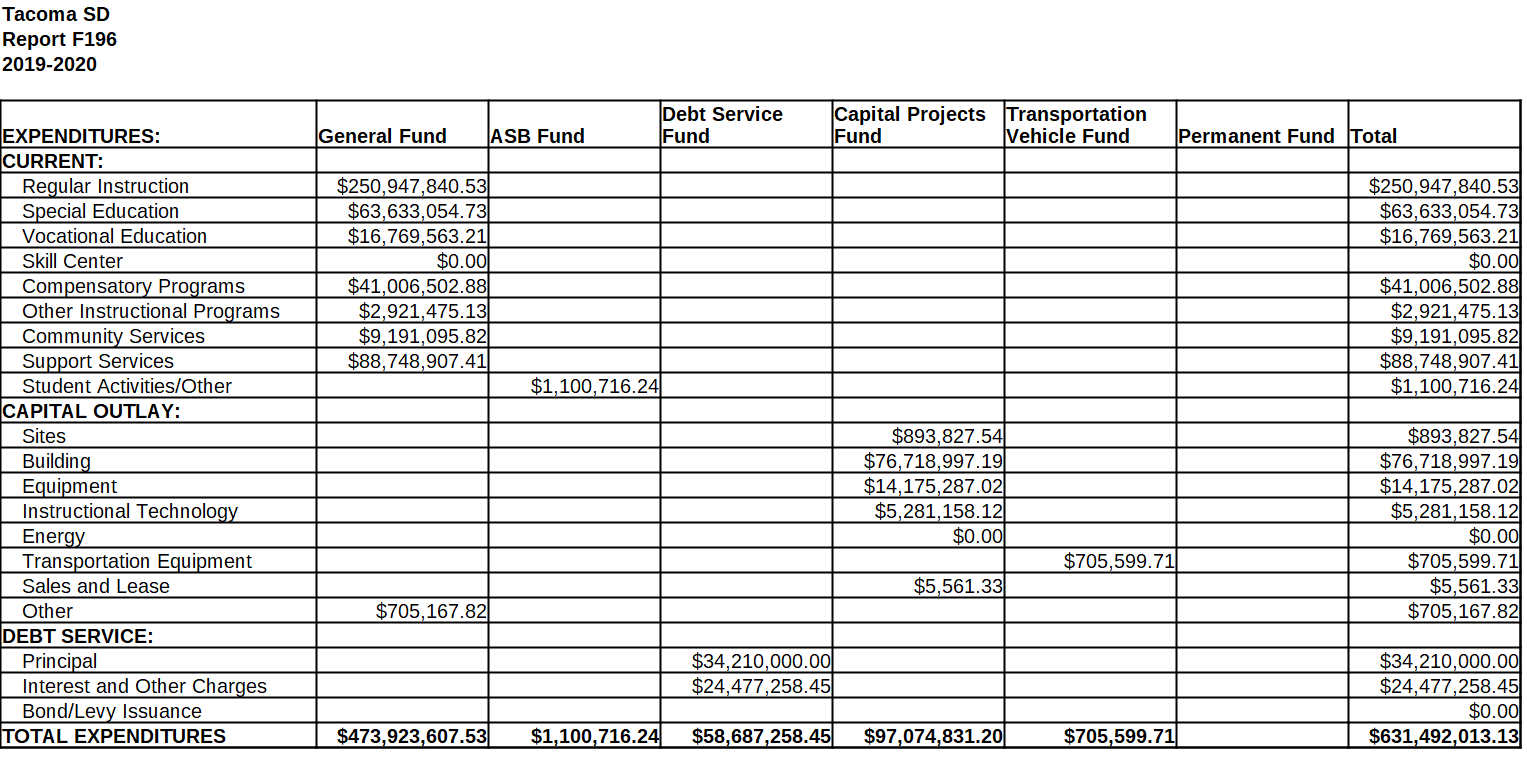 Tacoma SD
Report F196
2019-2020
EXPENDITURES: General Fund ASB Fund Debt Service Fund Capital Projects Fund Transportation Vehicle Fund Permanent Fund Total
CURRENT:
Regular Instruction $250,947,840.53 $250,947,840.53
Special Education $63,633,054.73 $63,633,054.73
Vocational Education $16,769,563.21 $16,769,563.21
Skill Center $0.00 $0.00
Compensatory Programs $41,006,502.88 $41,006,502.88
Other Instructional Programs $2,921,475.13 $2,921,475.13
Community Services $9,191,095.82 $9,191,095.82
Support Services $88,748,907.41 $88,748,907.41
Student Activities/Other $1,100,716.24 $1,100,716.24
CAPITAL OUTLAY:
Sites $893,827.54 $893,827.54
Building $76,718,997.19 $76,718,997.19
Equipment $14,175,287.02 $14,175,287.02
Instructional Technology $5,281,158.12 $5,281,158.12
Energy $0.00 $0.00
Transportation Equipment $705,599.71 $705,599.71
Sales and Lease $5,561.33 $5,561.33
Other $705,167.82 $705,167.82
DEBT SERVICE:
Principal $34,210,000.00 $34,210,000.00
Interest and Other Charges $24,477,258.45 $24,477,258.45
Bond/Levy Issuance $0.00
TOTAL EXPENDITURES $473,923,607.53 $1,100,716.24 $58,687,258.45 $97,074,831.20 $705,599.71 $631,492,013.13